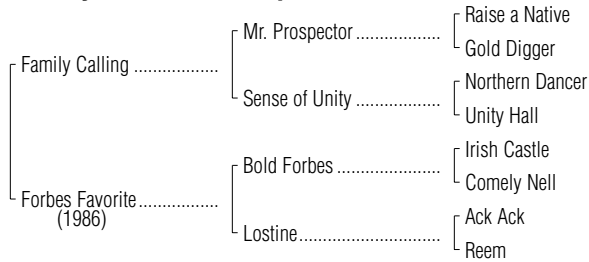 Raise a Native
Mr. Prospector ..................
Gold Digger
Family Calling ..................
Northern Dancer
Sense of Unity ..................
Unity Hall
Irish Castle
Bold Forbes ......................
Comely Nell
Forbes Favorite.................
(1986)
Ack Ack
Lostine..............................
Reem